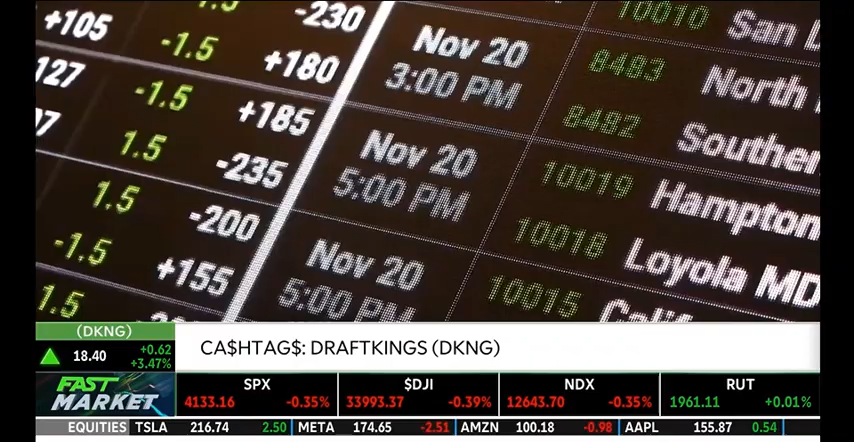 +105
-1.5
-230
10010 San
-1.5
+180
Nov 20
3:00 PM
8483 North
127
-1.5
+185
8482 Souther
1.5
-235
Nov 20
5:00 PM
10019 Hampton
1.5
-200
10018 Loyola MD
-1.5
+155
Nov 20
5:00 PM
10015
1.5
(DKNG)
18.40
+0.62
+3.47%
CA$HTAG$: DRAFTKINGS (DKNG)
FAST
MARKET
SPX
4133.16 -0.35%
$DJI
33993.37 -0.39%
NDX
12643.70 -0.35%
RUT
1961.11 +0.01%
EQUITIES TSLA 216.74 2.50 META 174.65 -2.51 AMZN 100.18 -0.98 AAPL 155.87 0.54